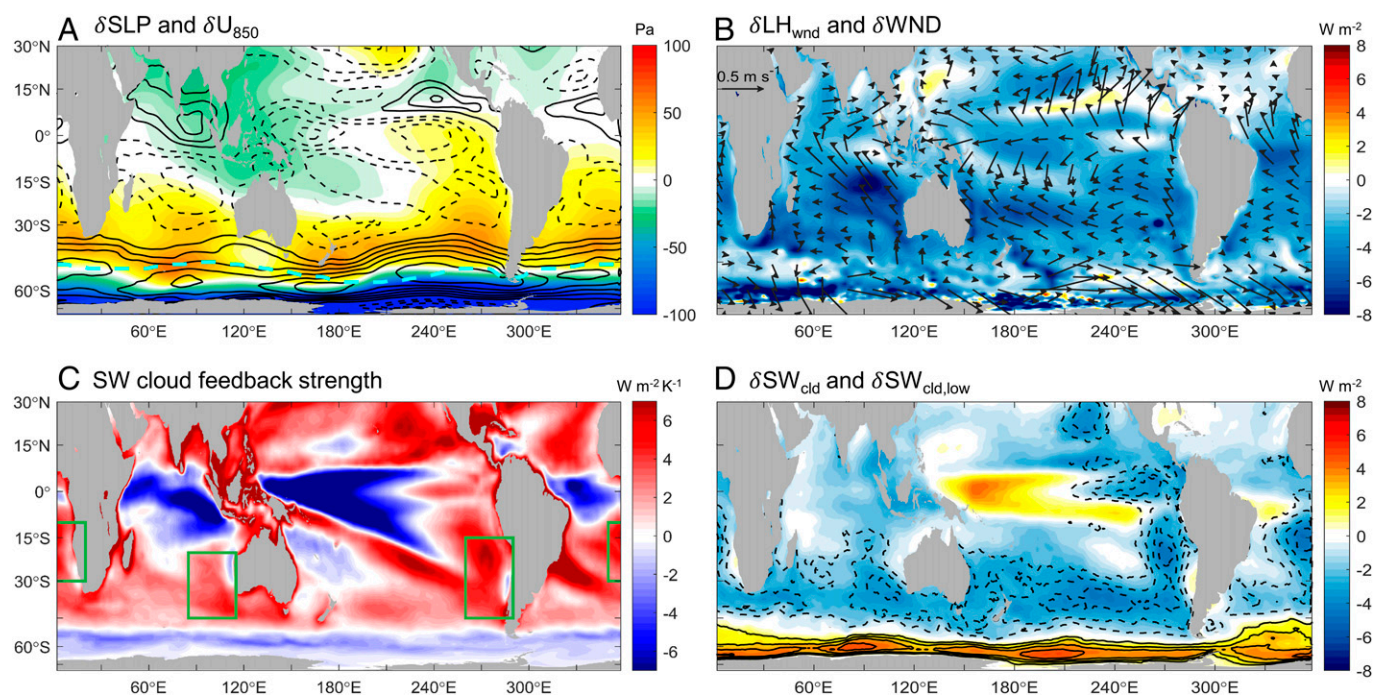 A δSLP and δU850
Pa
30°N
15°N
0°
15°S
30°S
60°S
60°E
120°E
180°E
240°E
300°E
100
50
0
-50
-100
B δLHwnd and δWND
W m-2
0.5 m s
60°E
120°E
180°E
240°E
300°E
8
6
4
2
0
-2
-4
-6
-8
C SW cloud feedback strength
W m-2 K-1
30°N
15°N
0°
15°S
30°S
60°S
60°E
120°E
180°E
240°E
300°E
6
4
2
0
-2
-4
-6
D δSWcld and δSWcld,low
W m-2
60°E
120°E
180°E
240°E
300°E
8
6
4
2
0
-2
-4
-6
-8